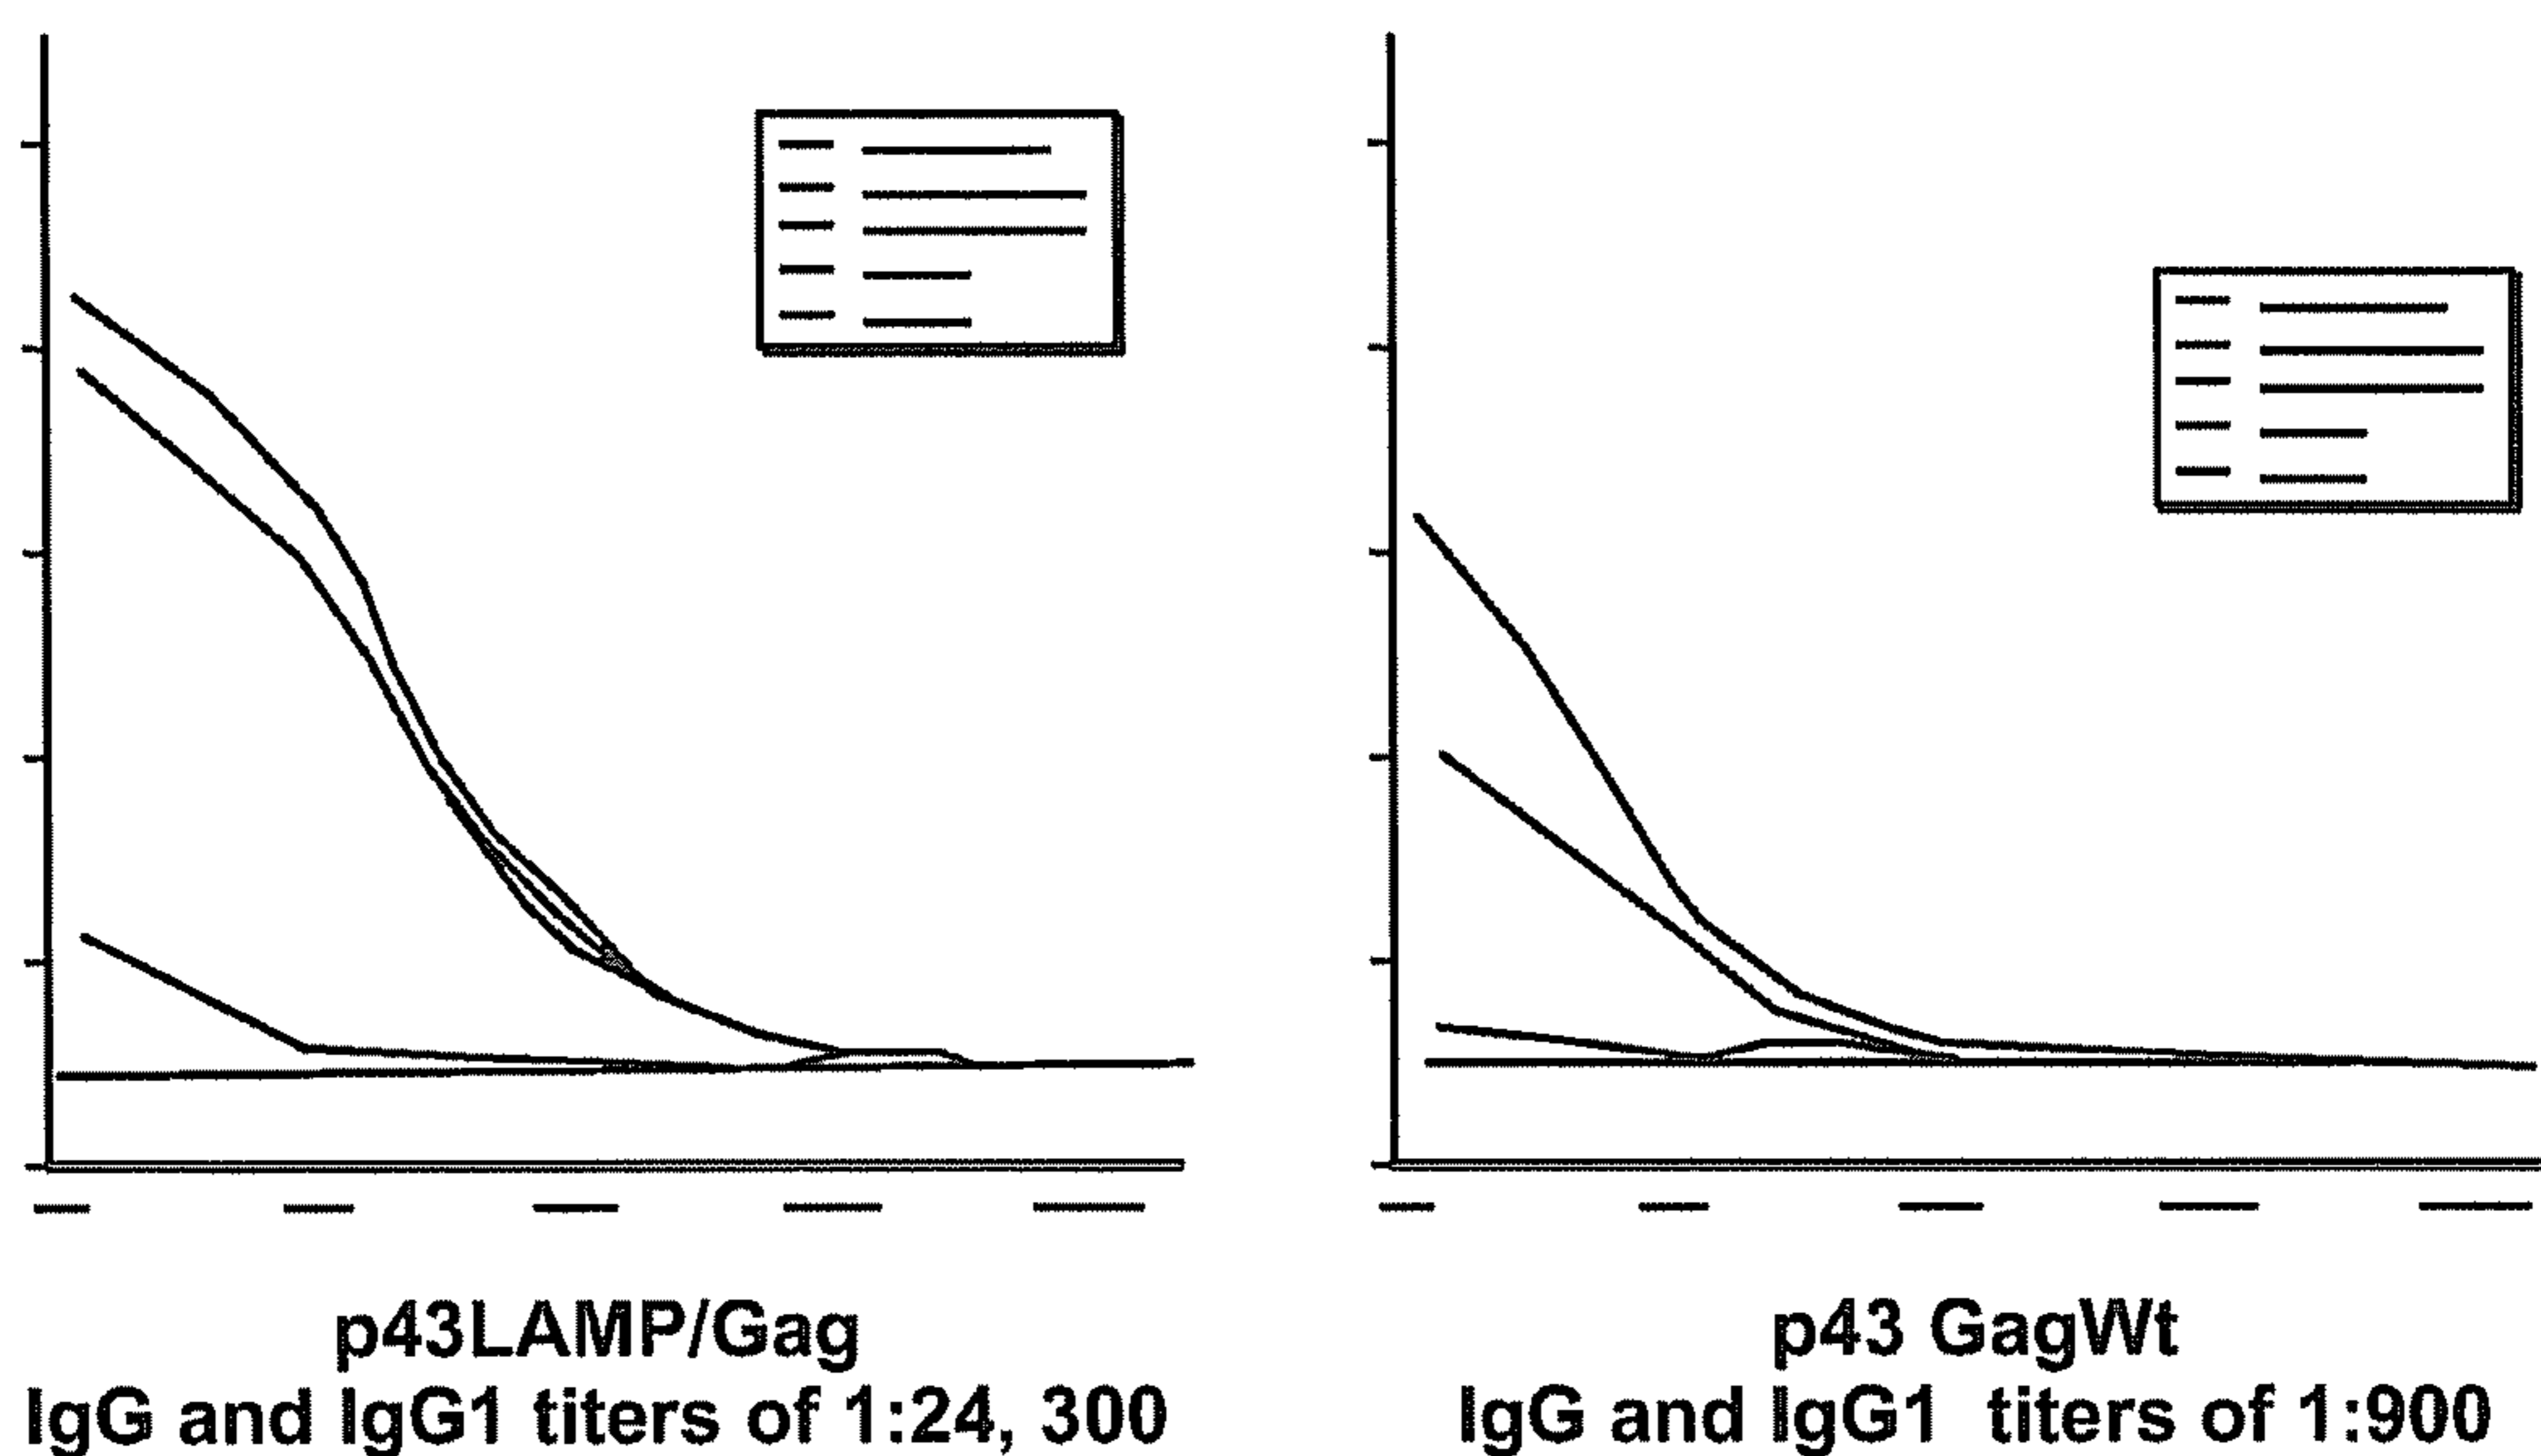 p43LAMP/Gag
IgG and IgG1 titers of 1:24, 300
p43 GagWt
IgG and IgG1 titers of 1:900